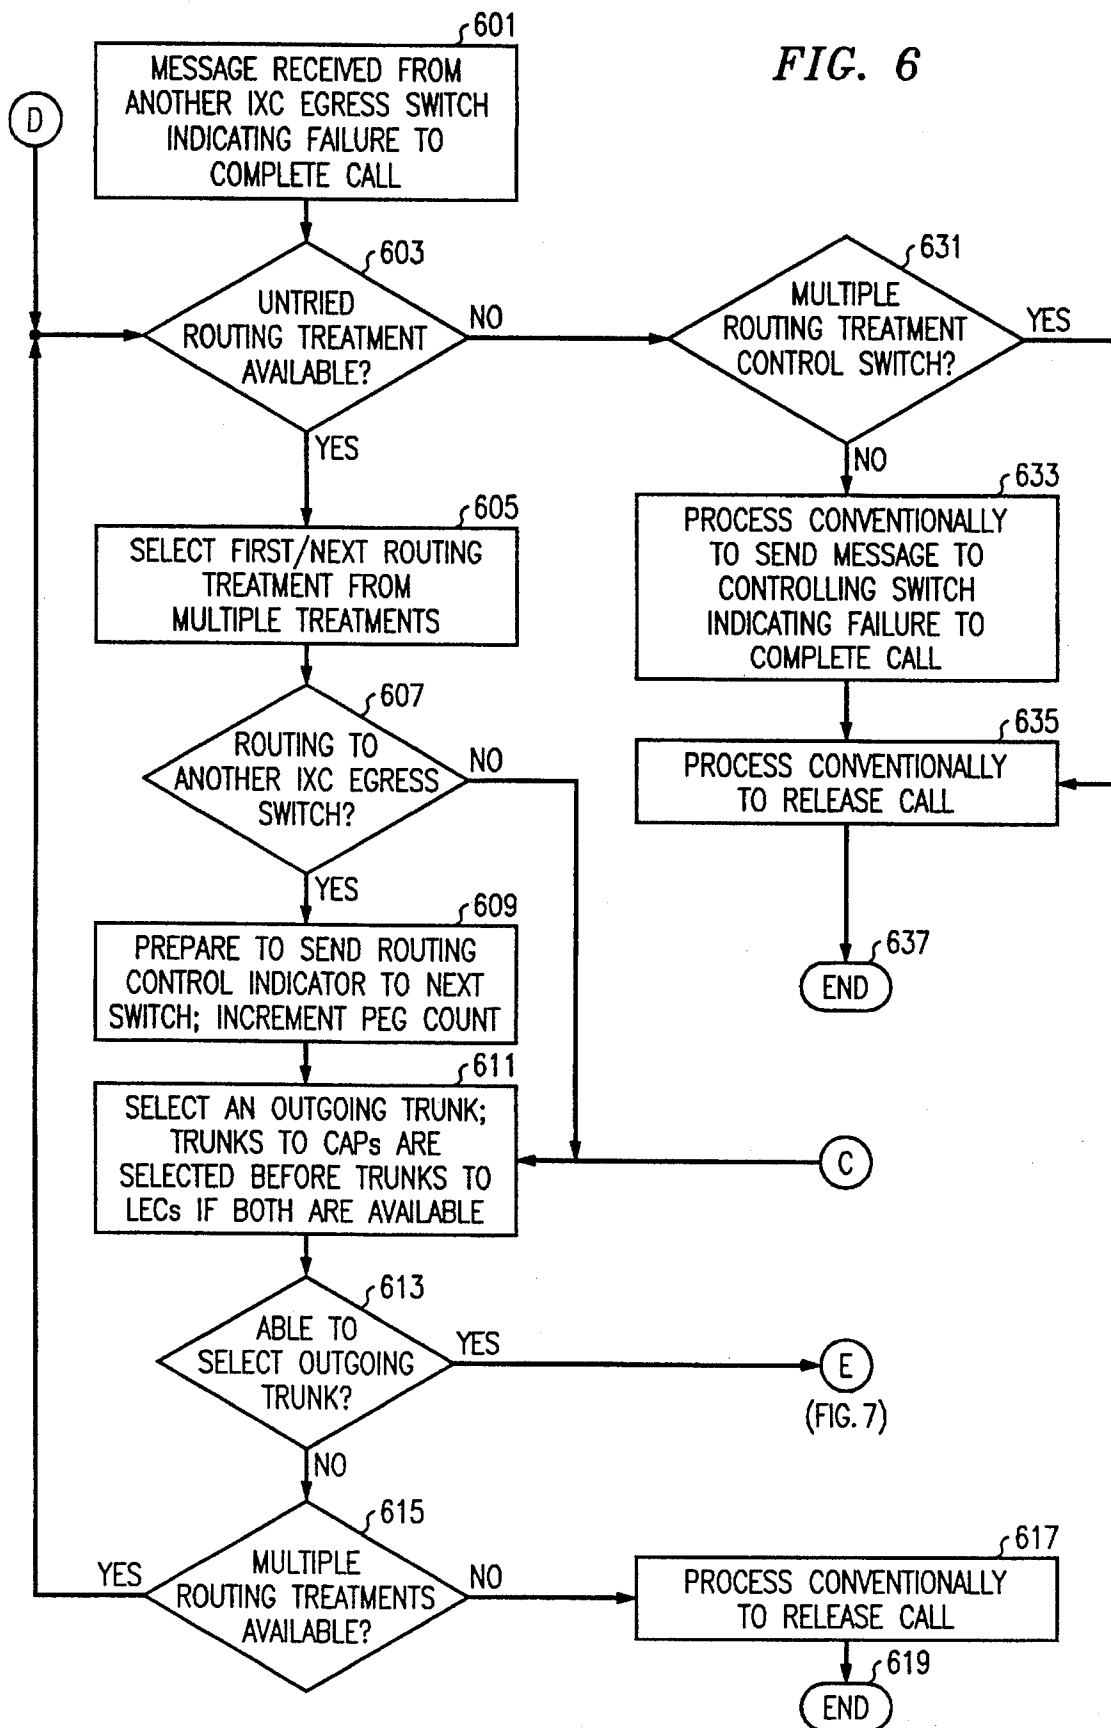 FIG. 6
601
MESSAGE RECEIVED FROM
ANOTHER IXC EGRESS SWITCH
INDICATING FAILURE TO
COMPLETE CALL
D
603
UNTRIED
ROUTING TREATMENT
AVAILABLE?
NO
YES
631
MULTIPLE
ROUTING TREATMENT
CONTROL SWITCH?
YES
NO
605
SELECT FIRST/NEXT ROUTING
TREATMENT FROM
MULTIPLE TREATMENTS
633
PROCESS CONVENTIONALLY
TO SEND MESSAGE TO
CONTROLLING SWITCH
INDICATING FAILURE TO
COMPLETE CALL
607
ROUTING TO
ANOTHER IXC EGRESS
SWITCH?
NO
YES
635
PROCESS CONVENTIONALLY
TO RELEASE CALL
609
PREPARE TO SEND ROUTING
CONTROL INDICATOR TO NEXT
SWITCH; INCREMENT PEG COUNT
637
END
611
SELECT AN OUTGOING TRUNK;
TRUNKS TO CAPs ARE
SELECTED BEFORE TRUNKS TO
LECs IF BOTH ARE AVAILABLE
C
613
ABLE TO
SELECT OUTGOING
TRUNK?
YES
E
(FIG. 7)
NO
615
MULTIPLE
ROUTING TREATMENTS
AVAILABLE?
YES
NO
617
PROCESS CONVENTIONALLY
TO RELEASE CALL
619
END